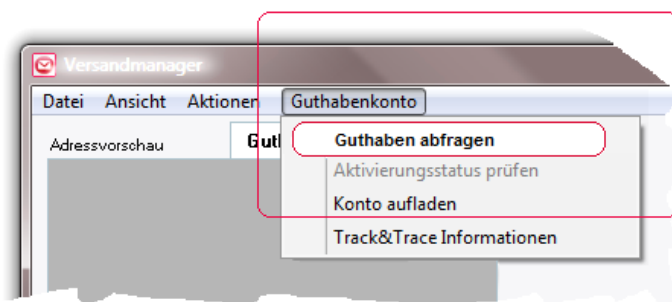 Versandmanager
Datei Ansicht Aktionen Guthabenkonto
Adressvorschau
Guthaben abfragen
Aktivierungsstatus prüfen
Konto aufladen
Track&Trace Informationen